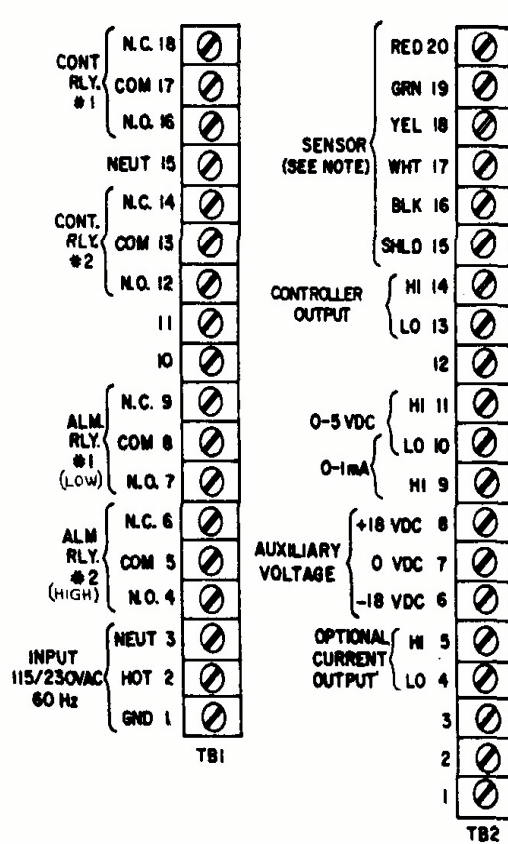 CONT
RLY.
#1
N.C. 18
COM 17
N.O. 16
NEUT 15
CONT.
RLY.
#2
N.C. 14
COM 13
N.O. 12
11
10
ALM.
RLY.
#1
(LOW)
N.C. 9
COM 8
N.O. 7
ALM
RLY.
#2
(HIGH)
N.C. 6
COM 5
N.O. 4
INPUT
115/230VAC
60 Hz
NEUT 3
HOT 2
GND 1
TB1
SENSOR
(SEE NOTE)
RED 20
GRN 19
YEL 18
WHT 17
BLK 16
SHLD 15
CONTROLLER
OUTPUT
HI 14
LO 13
12
0-5 VDC
HI 11
LO 10
0-1mA
HI 9
AUXILIARY
VOLTAGE
+18 VDC 8
0 VDC 7
-18 VDC 6
OPTIONAL
CURRENT
OUTPUT
HI 5
LO 4
3
2
1
TB2